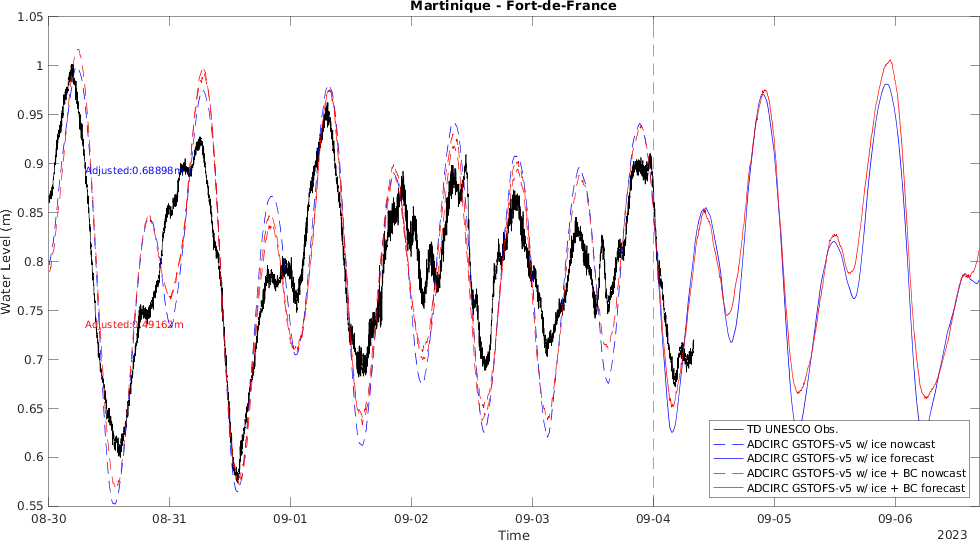 Martinique - Fort-de-France
1.05
1
0.95
0.9
0.85
0.8
0.75
0.7
0.65
0.6
0.55
Water Level (m)
Adjusted:0.68898m
Adjusted:0.49162m
TD UNESCO Obs.
ADCIRC GSTOFS-v5 w/ ice nowcast
ADCIRC GSTOFS-v5 w/ ice forecast
ADCIRC GSTOFS-v5 w/ ice + BC nowcast
ADCIRC GSTOFS-v5 w/ ice + BC forecast
08-30 08-31 09-01 09-02 09-03 09-04 09-05 09-06
Time
2023